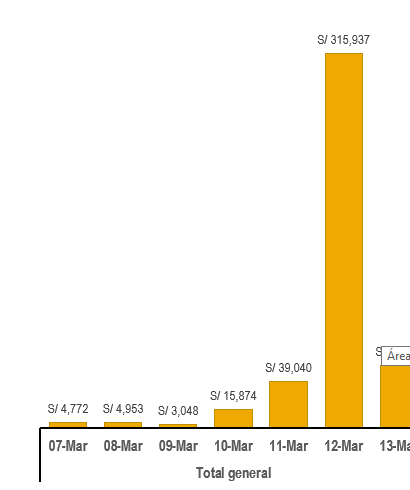 S/ 315,937
S/ 39,040
S/ 15,874
S/ 4,772 S/ 4,953 S/ 3,048
07-Mar 08-Mar 09-Mar 10-Mar 11-Mar 12-Mar
Total general